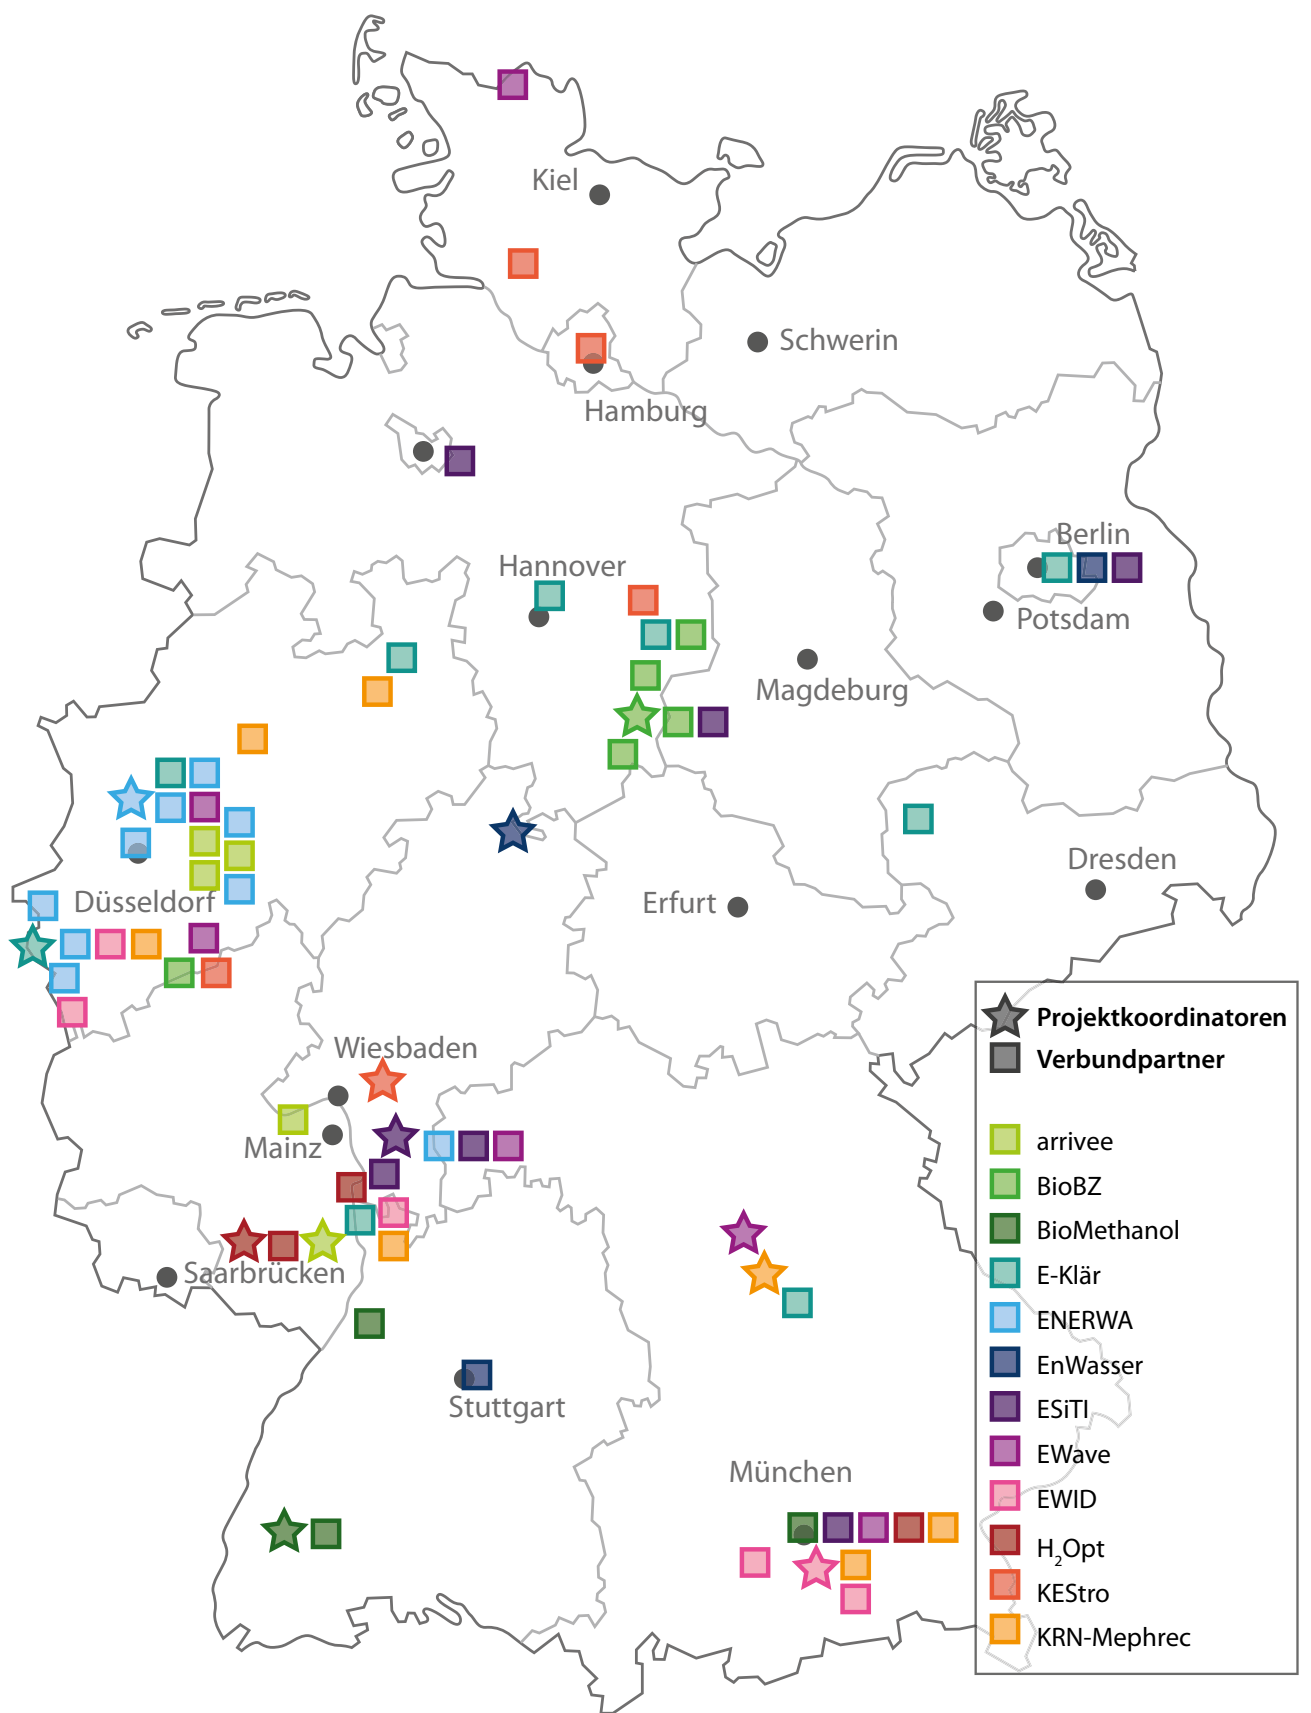 Kiel
Schwerin
Hamburg
Berlin
Hannover
Potsdam
Magdeburg
Dresden
Düsseldorf
Erfurt
Wiesbaden
Mainz
Saarbrücken
Stuttgart
München
Projektkoordinatoren
Verbundpartner
arrivee
BioBZ
BioMethanol
E-Klär
ENERWA
EnWasser
ESiTI
EWave
EWID
H₂Opt
KEStro
KRN-Mephrec